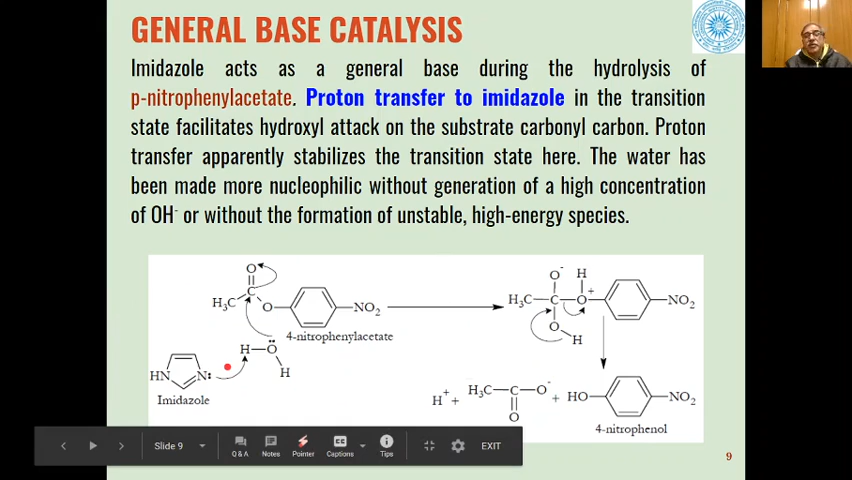 GENERAL BASE CATALYSIS
Imidazole acts as a general base during the hydrolysis of
p-nitrophenylacetate. Proton transfer to imidazole in the transition
state facilitates hydroxyl attack on the substrate carbonyl carbon. Proton
transfer apparently stabilizes the transition state here. The water has
been made more nucleophilic without generation of a high concentration
of OH⁻ or without the formation of unstable, high-energy species.
O
H₃C
C
O
NO₂
4-nitrophenylacetate
H
O
H
HN
N:
Imidazole
O⁻
H
H₃C
C
O
+
NO₂
O
H
H⁺ +
H₃C
C
O⁻
O
+
HO
NO₂
4-nitrophenol
Slide 9
Q & A
Notes
Pointer
Captions
Tips
EXIT
9